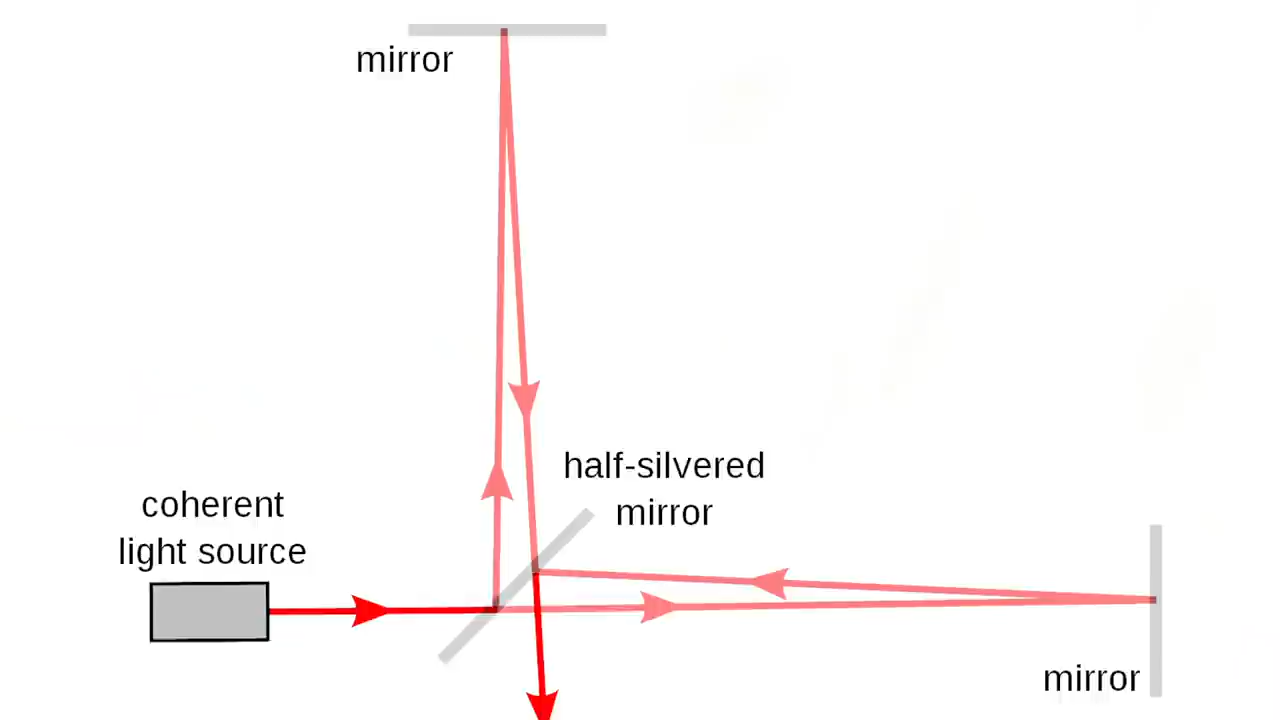 mirror
half-silvered
mirror
coherent
light source
mirror